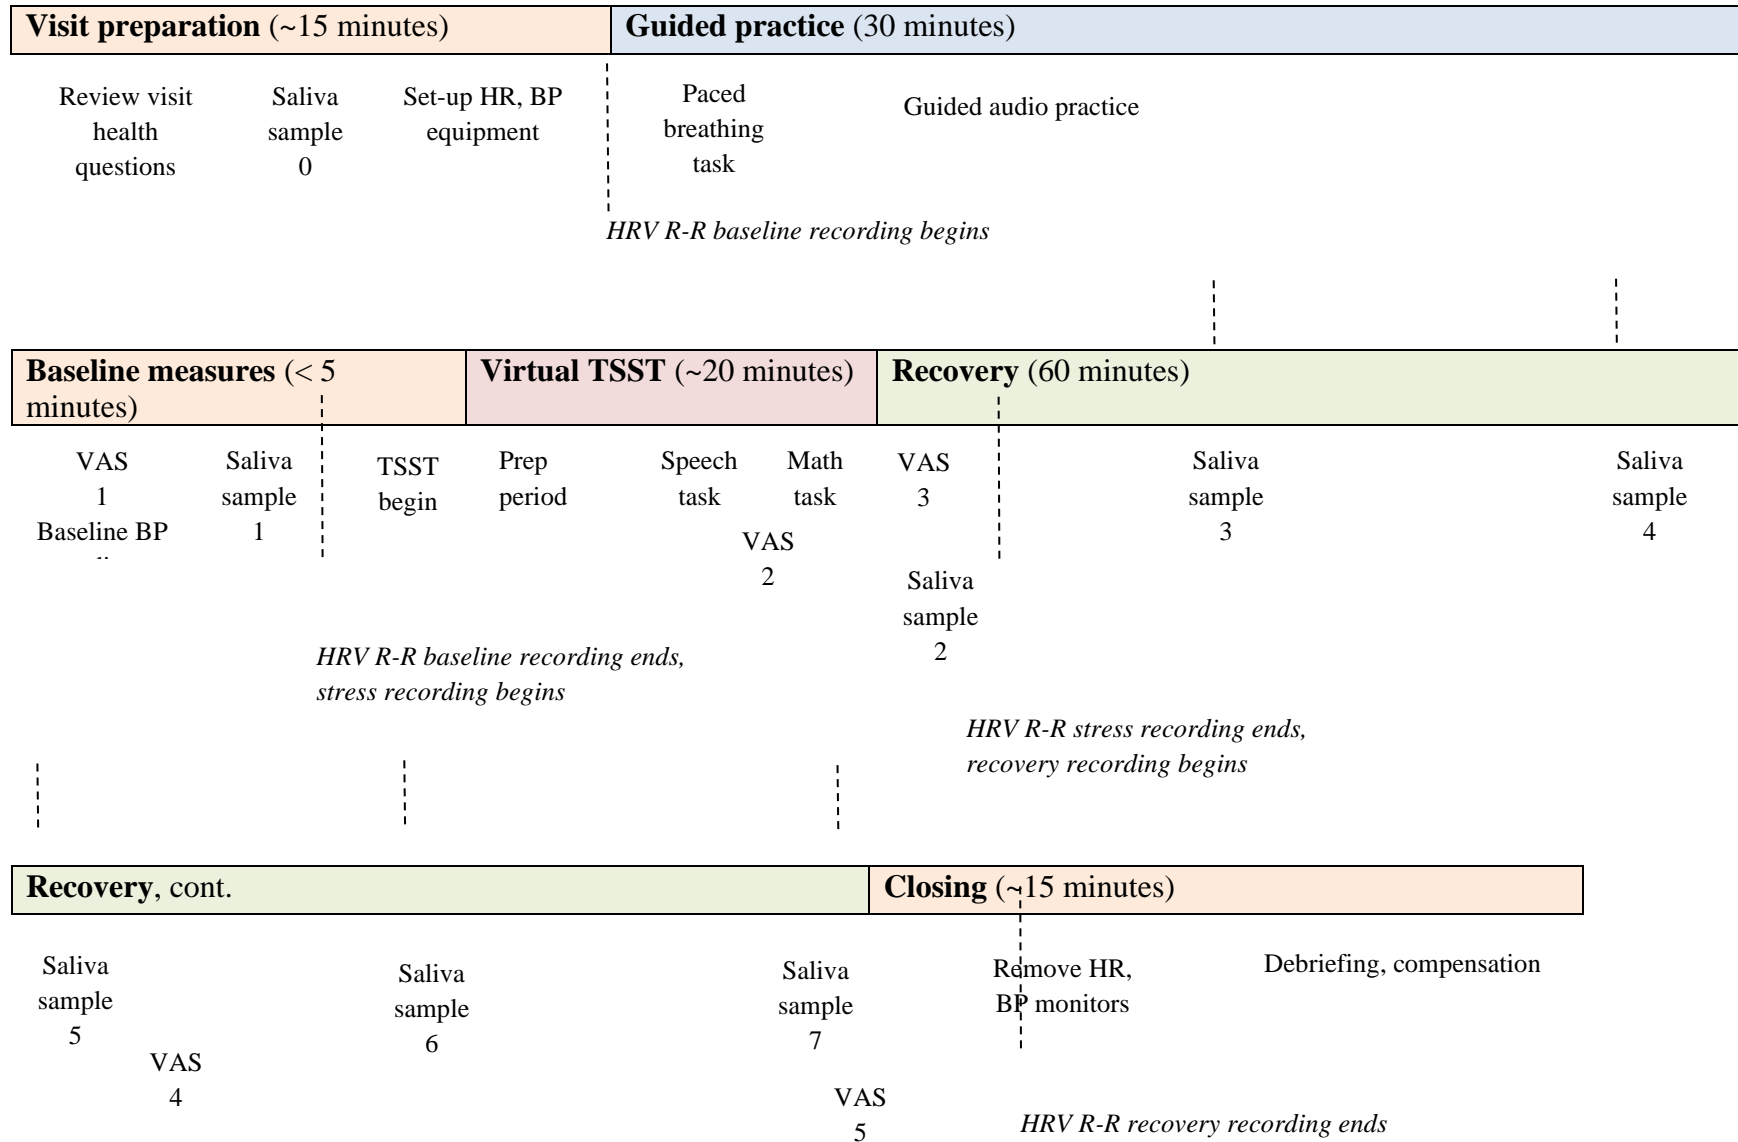 Visit preparation (~15 minutes)
Guided practice (30 minutes)
Review visit
health
questions
Saliva
sample
0
Set-up HR, BP
equipment
Paced
breathing
task
Guided audio practice
HRV R-R baseline recording begins
Baseline measures (< 5
minutes)
Virtual TSST (~20 minutes)
Recovery (60 minutes)
VAS
1
Baseline BP
Saliva
sample
1
TSST
begin
Prep
period
Speech
task
Math
task
VAS
2
VAS
3
Saliva
sample
2
Saliva
sample
3
Saliva
sample
4
HRV R-R baseline recording ends,
stress recording begins
HRV R-R stress recording ends,
recovery recording begins
Recovery, cont.
Closing (~15 minutes)
Saliva
sample
5
VAS
4
Saliva
sample
6
Saliva
sample
7
VAS
5
Remove HR,
BP monitors
Debriefing, compensation
HRV R-R recovery recording ends